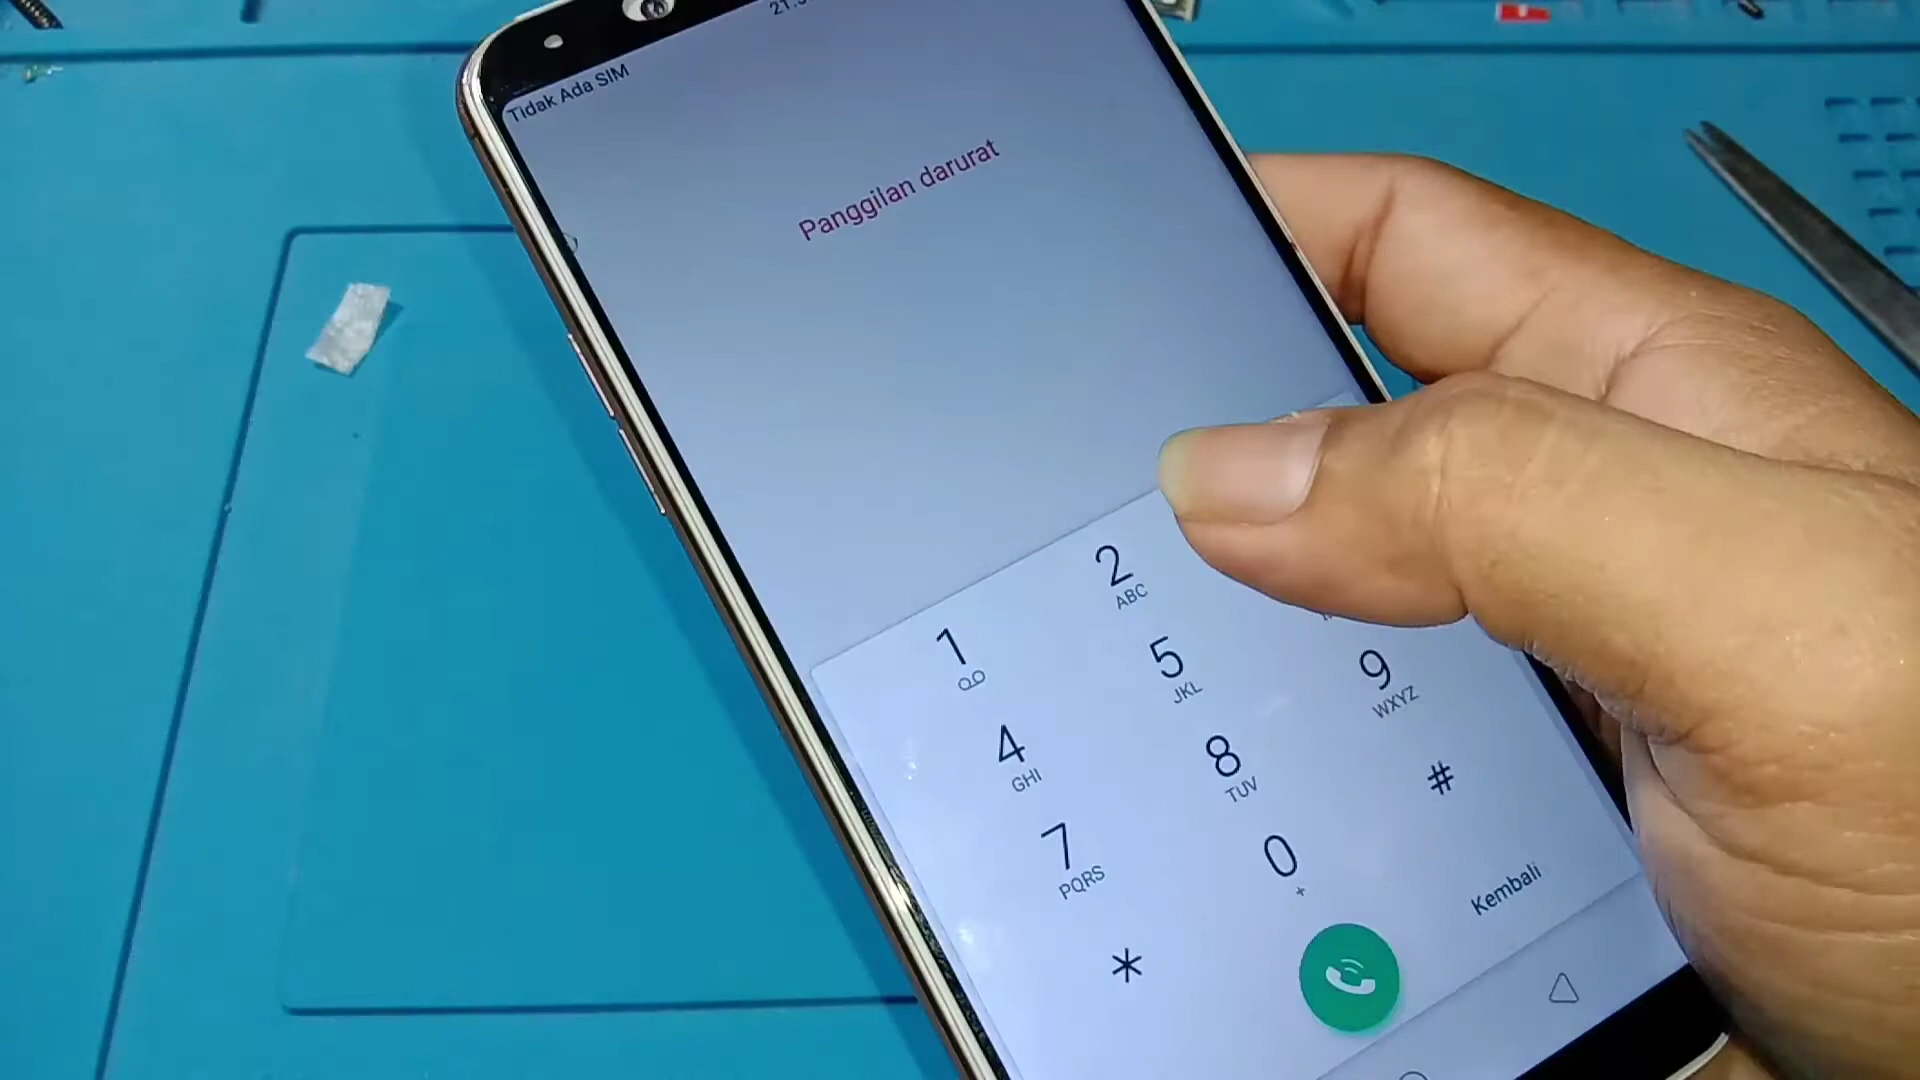 Tidak Ada SIM
Panggilan darurat
1
2
ABC
4
GHI
5
JKL
7
PQRS
8
TUV
9
WXYZ
*
0
+
#
Kembali